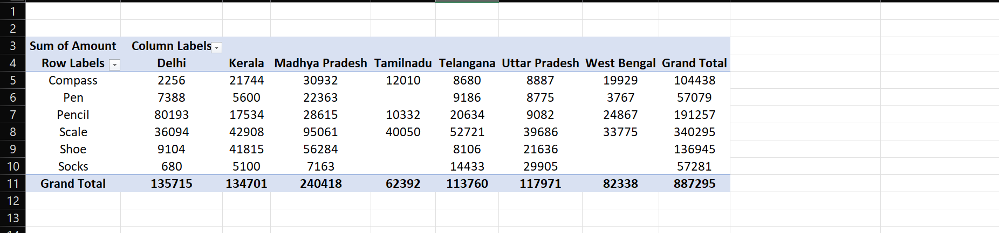 1
2
3 Sum of Amount Column Labels
4 Row Labels Delhi Kerala Madhya Pradesh Tamilnadu Telangana Uttar Pradesh West Bengal Grand Total
5 Compass 2256 21744 30932 12010 8680 8887 19929 104438
6 Pen 7388 5600 22363 9186 8775 3767 57079
7 Pencil 80193 17534 28615 10332 20634 9082 24867 191257
8 Scale 36094 42908 95061 40050 52721 39686 33775 340295
9 Shoe 9104 41815 56284 8106 21636 136945
10 Socks 680 5100 7163 14433 29905 57281
11 Grand Total 135715 134701 240418 62392 113760 117971 82338 887295
12
13